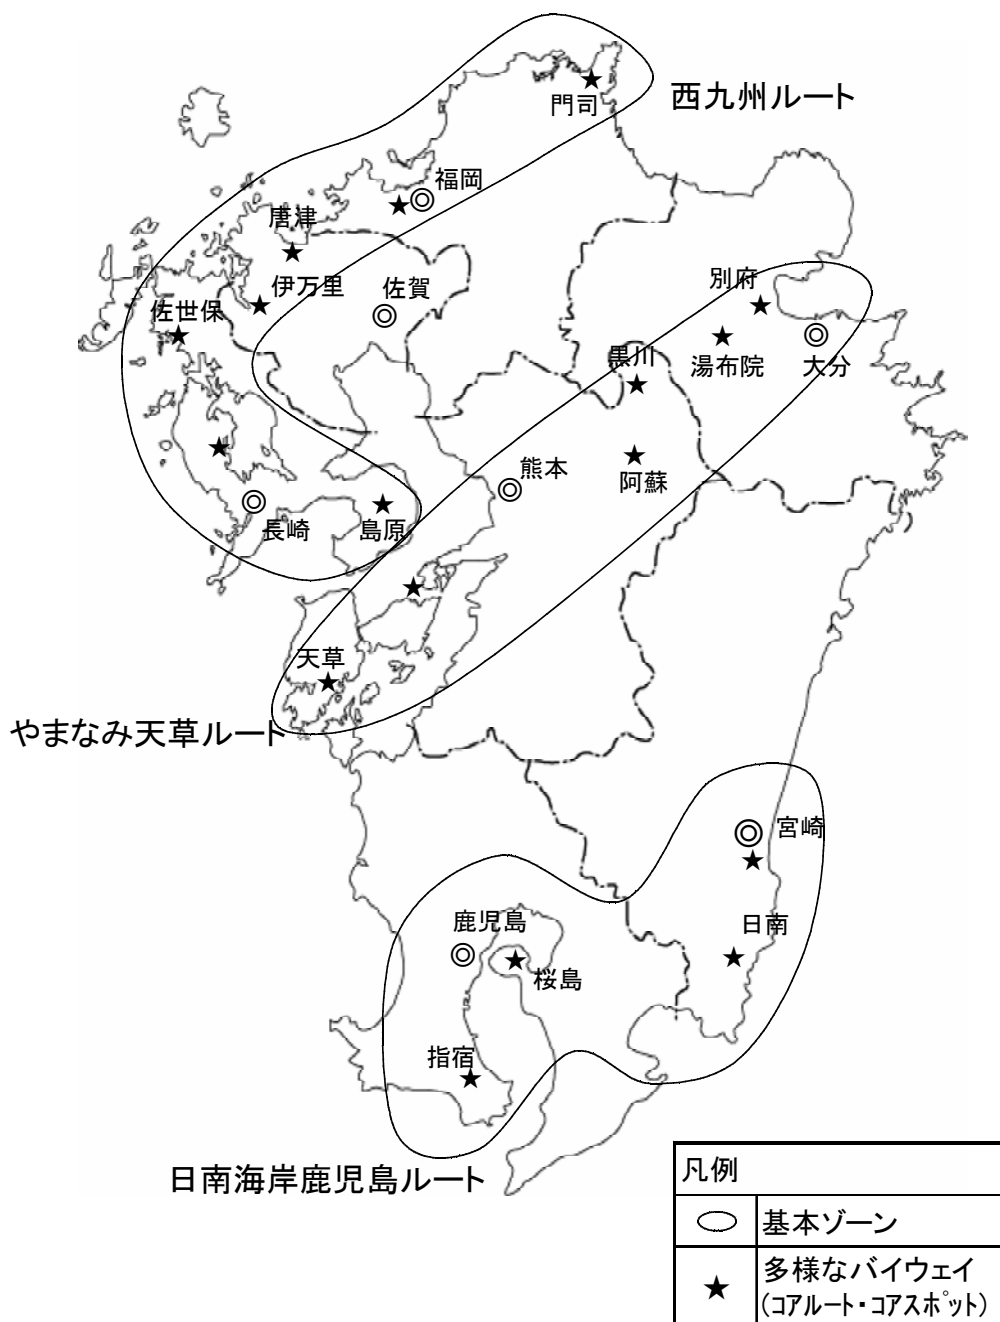 西九州ルート
門司
福岡
唐津
伊万里
佐賀
別府
佐世保
黒川
湯布院
大分
熊本
阿蘇
長崎
島原
天草
やまなみ天草ルート
宮崎
鹿児島
日南
桜島
指宿
日南海岸鹿児島ルート
凡例
基本ゾーン
多様なバイウェイ
(コアルート・コアスポット)